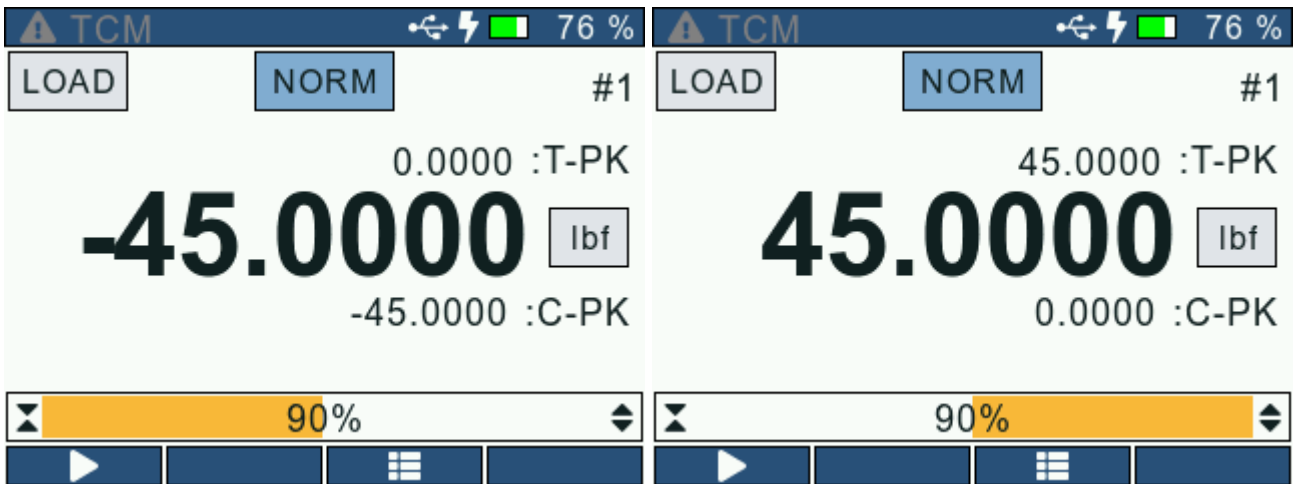 TCM 76 %
LOAD NORM #1
0.0000 :T-PK
-45.0000 lbf
-45.0000 :C-PK
90%
TCM 76 %
LOAD NORM #1
45.0000 :T-PK
45.0000 lbf
0.0000 :C-PK
90%